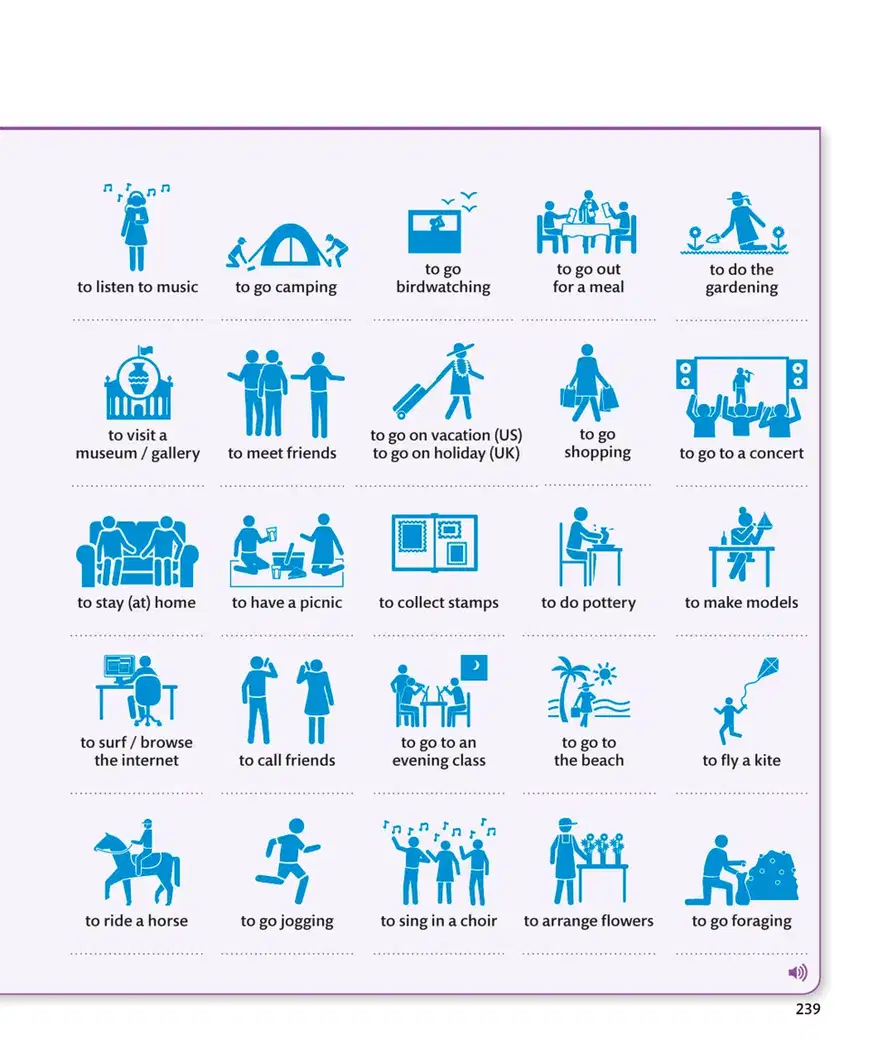 to listen to music
to go camping
to go
birdwatching
to go out
for a meal
to do the
gardening
to visit a
museum / gallery
to meet friends
to go on vacation (US)
to go on holiday (UK)
to go
shopping
to go to a concert
to stay (at) home
to have a picnic
to collect stamps
to do pottery
to make models
to surf / browse
the internet
to call friends
to go to an
evening class
to go to
the beach
to fly a kite
to ride a horse
to go jogging
to sing in a choir
to arrange flowers
to go foraging
239